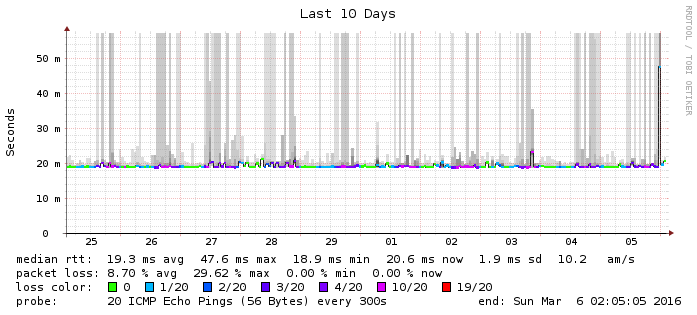 Last 10 Days
RRDTOOL / TOBI OETIKER
Seconds
50 m
40 m
30 m
20 m
10 m
0
25 26 27 28 29 01 02 03 04 05
median rtt: 19.3 ms avg 47.6 ms max 18.9 ms min 20.6 ms now 1.9 ms sd 10.2 am/s
packet loss: 8.70 % avg 29.62 % max 0.00 % min 0.00 % now
loss color: 0 1/20 2/20 3/20 4/20 10/20 19/20
probe: 20 ICMP Echo Pings (56 Bytes) every 300s end: Sun Mar 6 02:05:05 2016